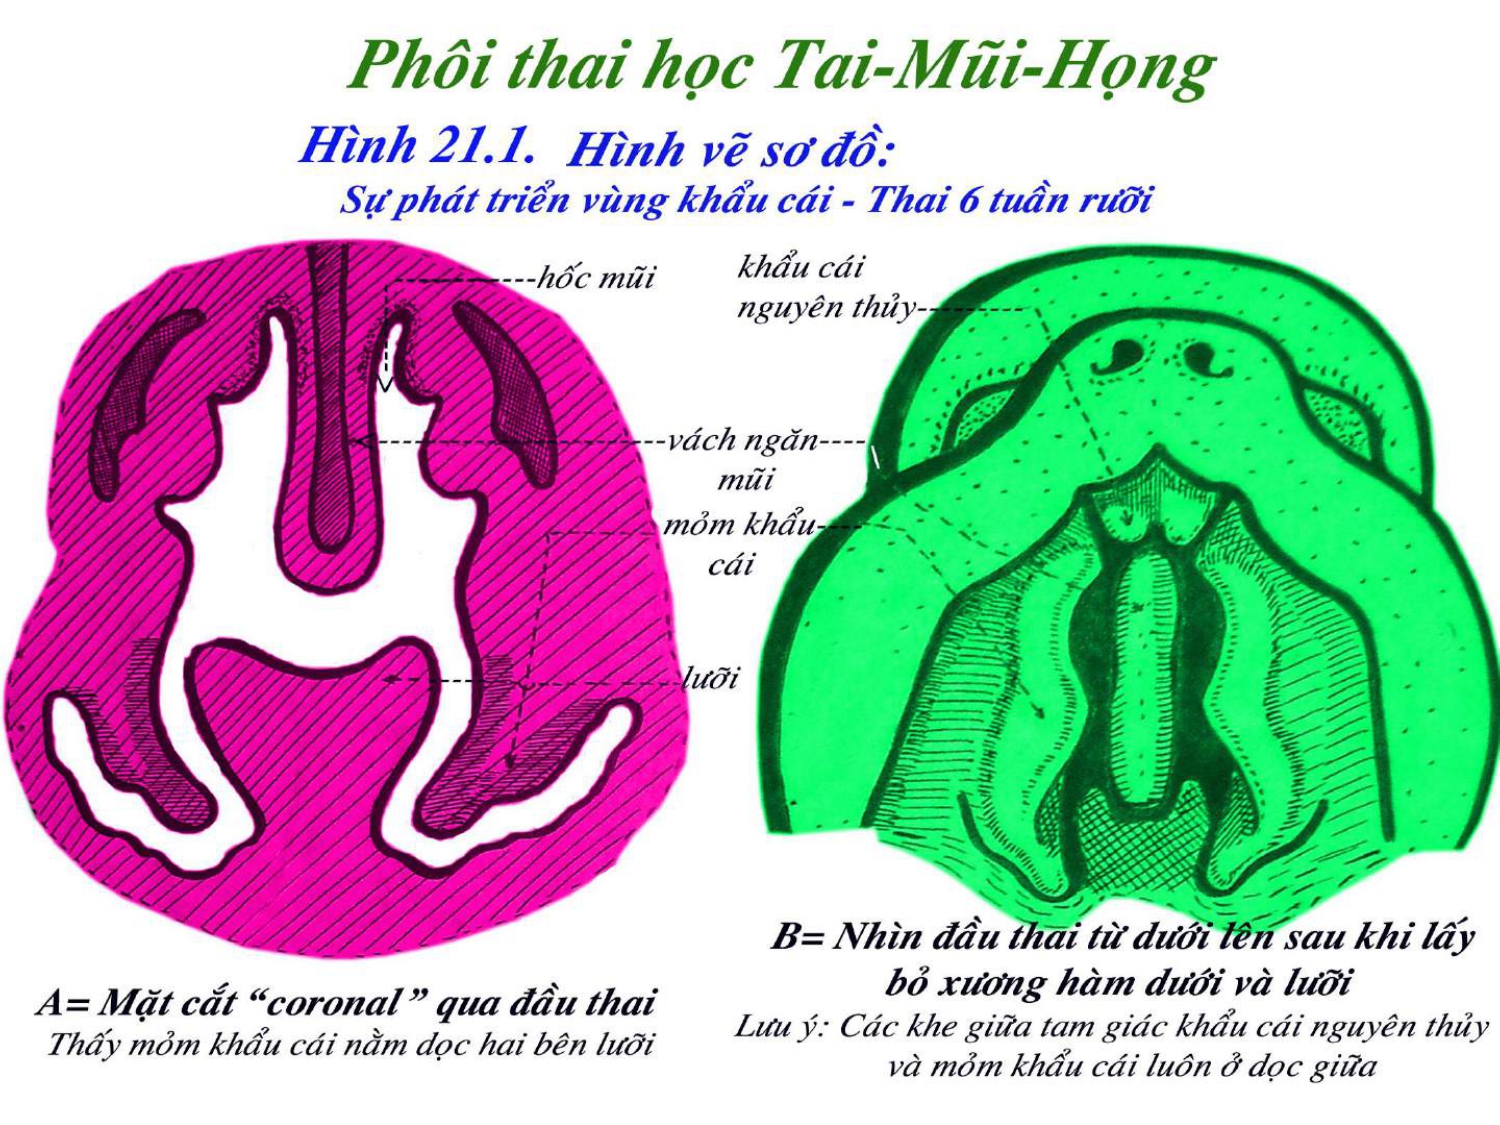 Phôi thai học Tai-Mũi-Họng
Hình 21.1. Hình vẽ sơ đồ:
Sự phát triển vùng khẩu cái - Thai 6 tuần rưỡi
hốc mũi
khẩu cái
nguyên thủy
vách ngăn
mũi
mỏm khẩu
cái
lưỡi
A= Mặt cắt “coronal” qua đầu thai
Thấy mỏm khẩu cái nằm dọc hai bên lưỡi
B= Nhìn đầu thai từ dưới lên sau khi lấy
bỏ xương hàm dưới và lưỡi
Lưu ý: Các khe giữa tam giác khẩu cái nguyên thủy
và mỏm khẩu cái luôn ở dọc giữa